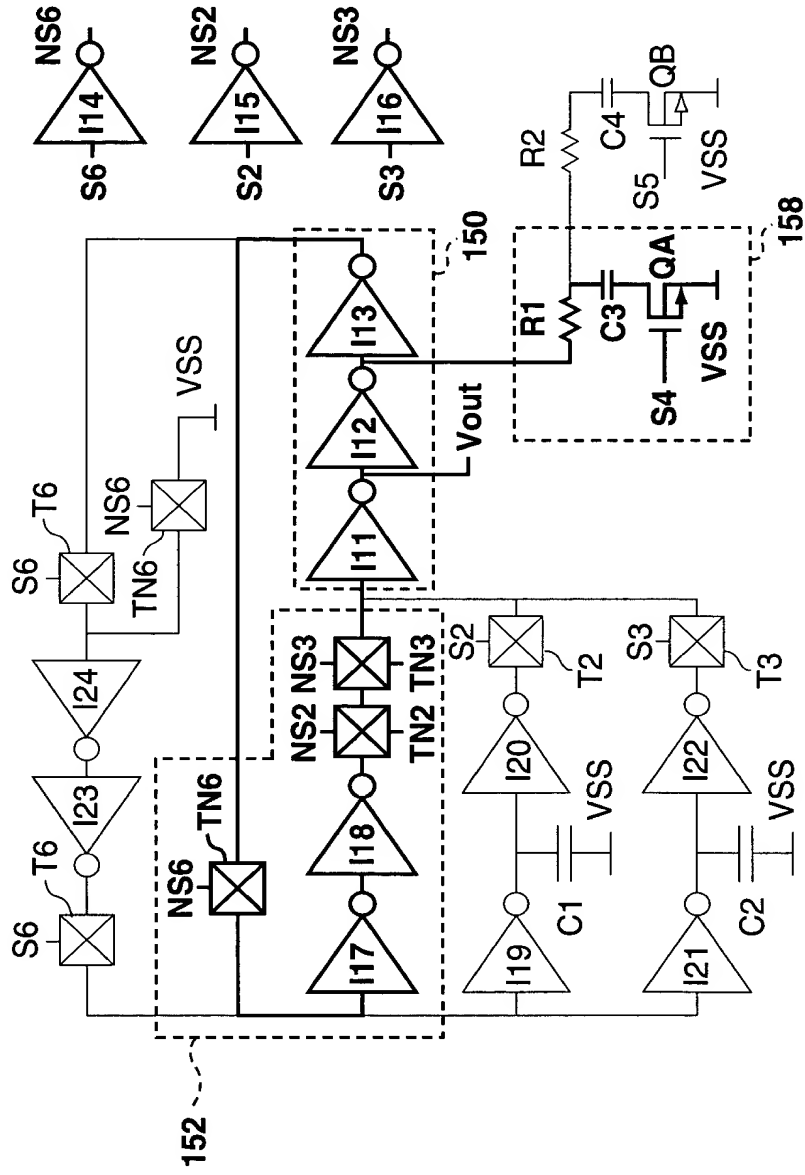 S6
I14
NS6
S2
I15
NS2
S3
I16
NS3
S6
T6
I23
I24
S6
T6
TN6
NS6
VSS
NS6
TN6
I17
I18
NS2
TN2
NS3
TN3
152
I11
I12
I13
150
Vout
I19
C1
VSS
I20
S2
T2
I21
C2
VSS
I22
S3
T3
R1
C3
S4
QA
VSS
158
R2
C4
S5
QB
VSS